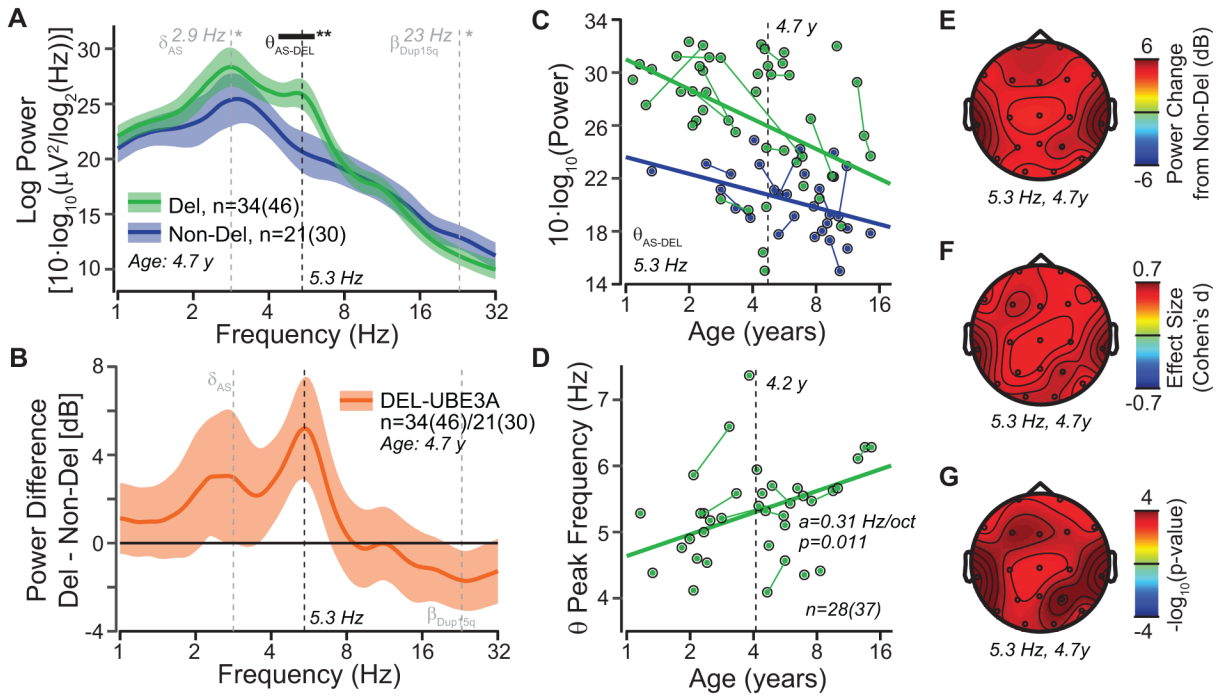 A
δAS 2.9 Hz *
θAS-DEL **
βDup15q 23 Hz *
Log Power
[10·log10(μV²/log2(Hz))]
30
25
20
15
10
Del, n=34(46)
Non-Del, n=21(30)
Age: 4.7 y
5.3 Hz
1 2 4 8 16 32
Frequency (Hz)
B
Power Difference
Del - Non-Del [dB]
8
4
0
-4
δAS
DEL-UBE3A
n=34(46)/21(30)
Age: 4.7 y
5.3 Hz
βDup15q
1 2 4 8 16 32
Frequency (Hz)
C
4.7 y
10·log10(Power)
34
30
26
22
18
14
θAS-DEL
5.3 Hz
1 2 4 8 16
Age (years)
D
4.2 y
θ Peak Frequency (Hz)
7
6
5
4
a=0.31 Hz/oct
p=0.011
n=28(37)
1 2 4 8 16
Age (years)
E
6
-6
Power Change
from Non-Del (dB)
5.3 Hz, 4.7y
F
0.7
-0.7
Effect Size
(Cohen's d)
5.3 Hz, 4.7y
G
4
-4
-log10(p-value)
5.3 Hz, 4.7y